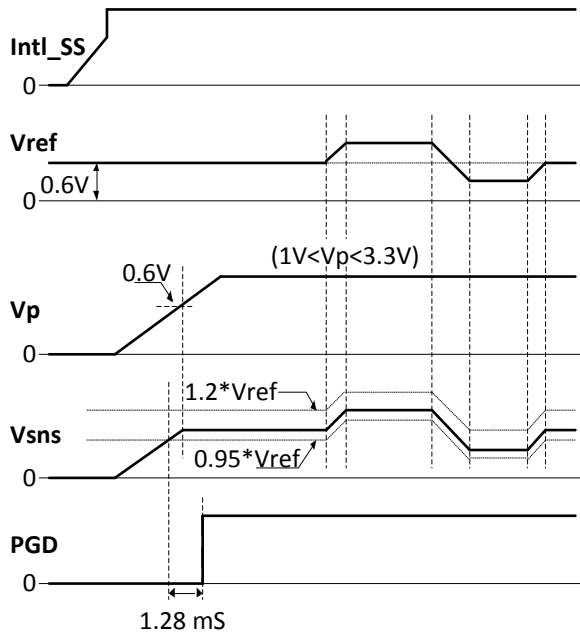 Intl_SS
0
Vref
0.6V
0
(1V<Vp<3.3V)
0.6V
Vp
0
1.2*Vref
Vsns
0.95*Vref
0
PGD
0
1.28 mS